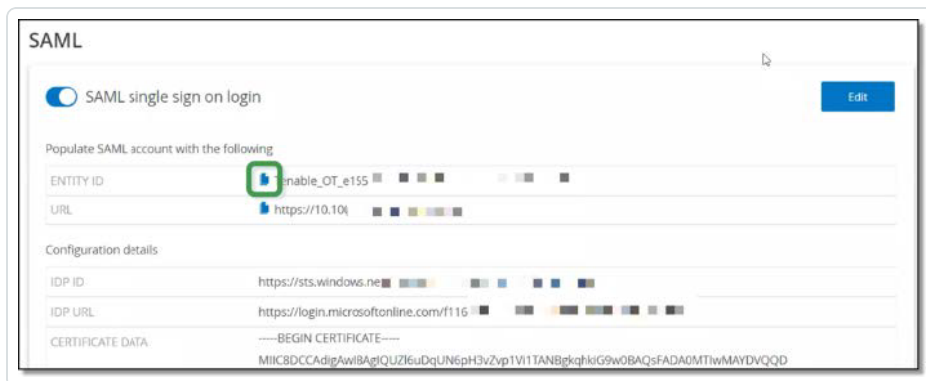 SAML
SAML single sign on login
Edit
Populate SAML account with the following
ENTITY ID Tenable_OT_e155
URL https://10.10
Configuration details
IDP ID https://sts.windows.ne
IDP URL https://login.microsoftonline.com/f116
CERTIFICATE DATA -----BEGIN CERTIFICATE-----
MIIC8DCCAdigAwIBAgIQUZl6uDqUN6pH3vZvp1Vi1TANBgkqhkiG9w0BAQsFADA0MTIwMAYDVQQD